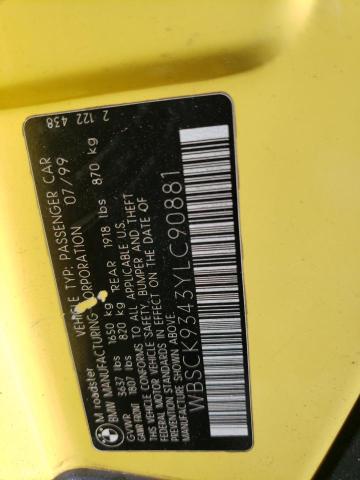 M roadster VEHICLE TYP: PASSENGER CAR
BMW MANUFACTURING CORPORATION 07/99
GVWR 3637 lbs 1650 kg REAR 1918 lbs 870 kg
GAWR FRONT 1807 lbs 820 kg
THIS VEHICLE CONFORMS TO ALL APPLICABLE U.S.
FEDERAL MOTOR VEHICLE SAFETY, BUMPER AND THEFT
PREVENTION STANDARDS IN EFFECT ON THE DATE OF
MANUFACTURE SHOWN ABOVE.
WBSCK9343YLC90881
2 122 438